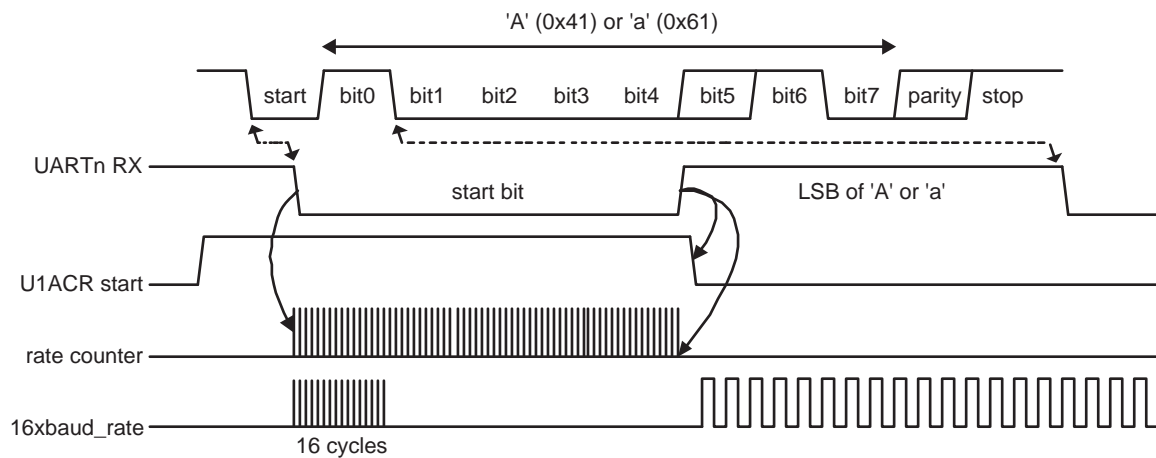 'A' (0x41) or 'a' (0x61)
start bit0 bit1 bit2 bit3 bit4 bit5 bit6 bit7 parity stop
UARTn RX
start bit
LSB of 'A' or 'a'
U1ACR start
rate counter
16xbaud_rate
16 cycles